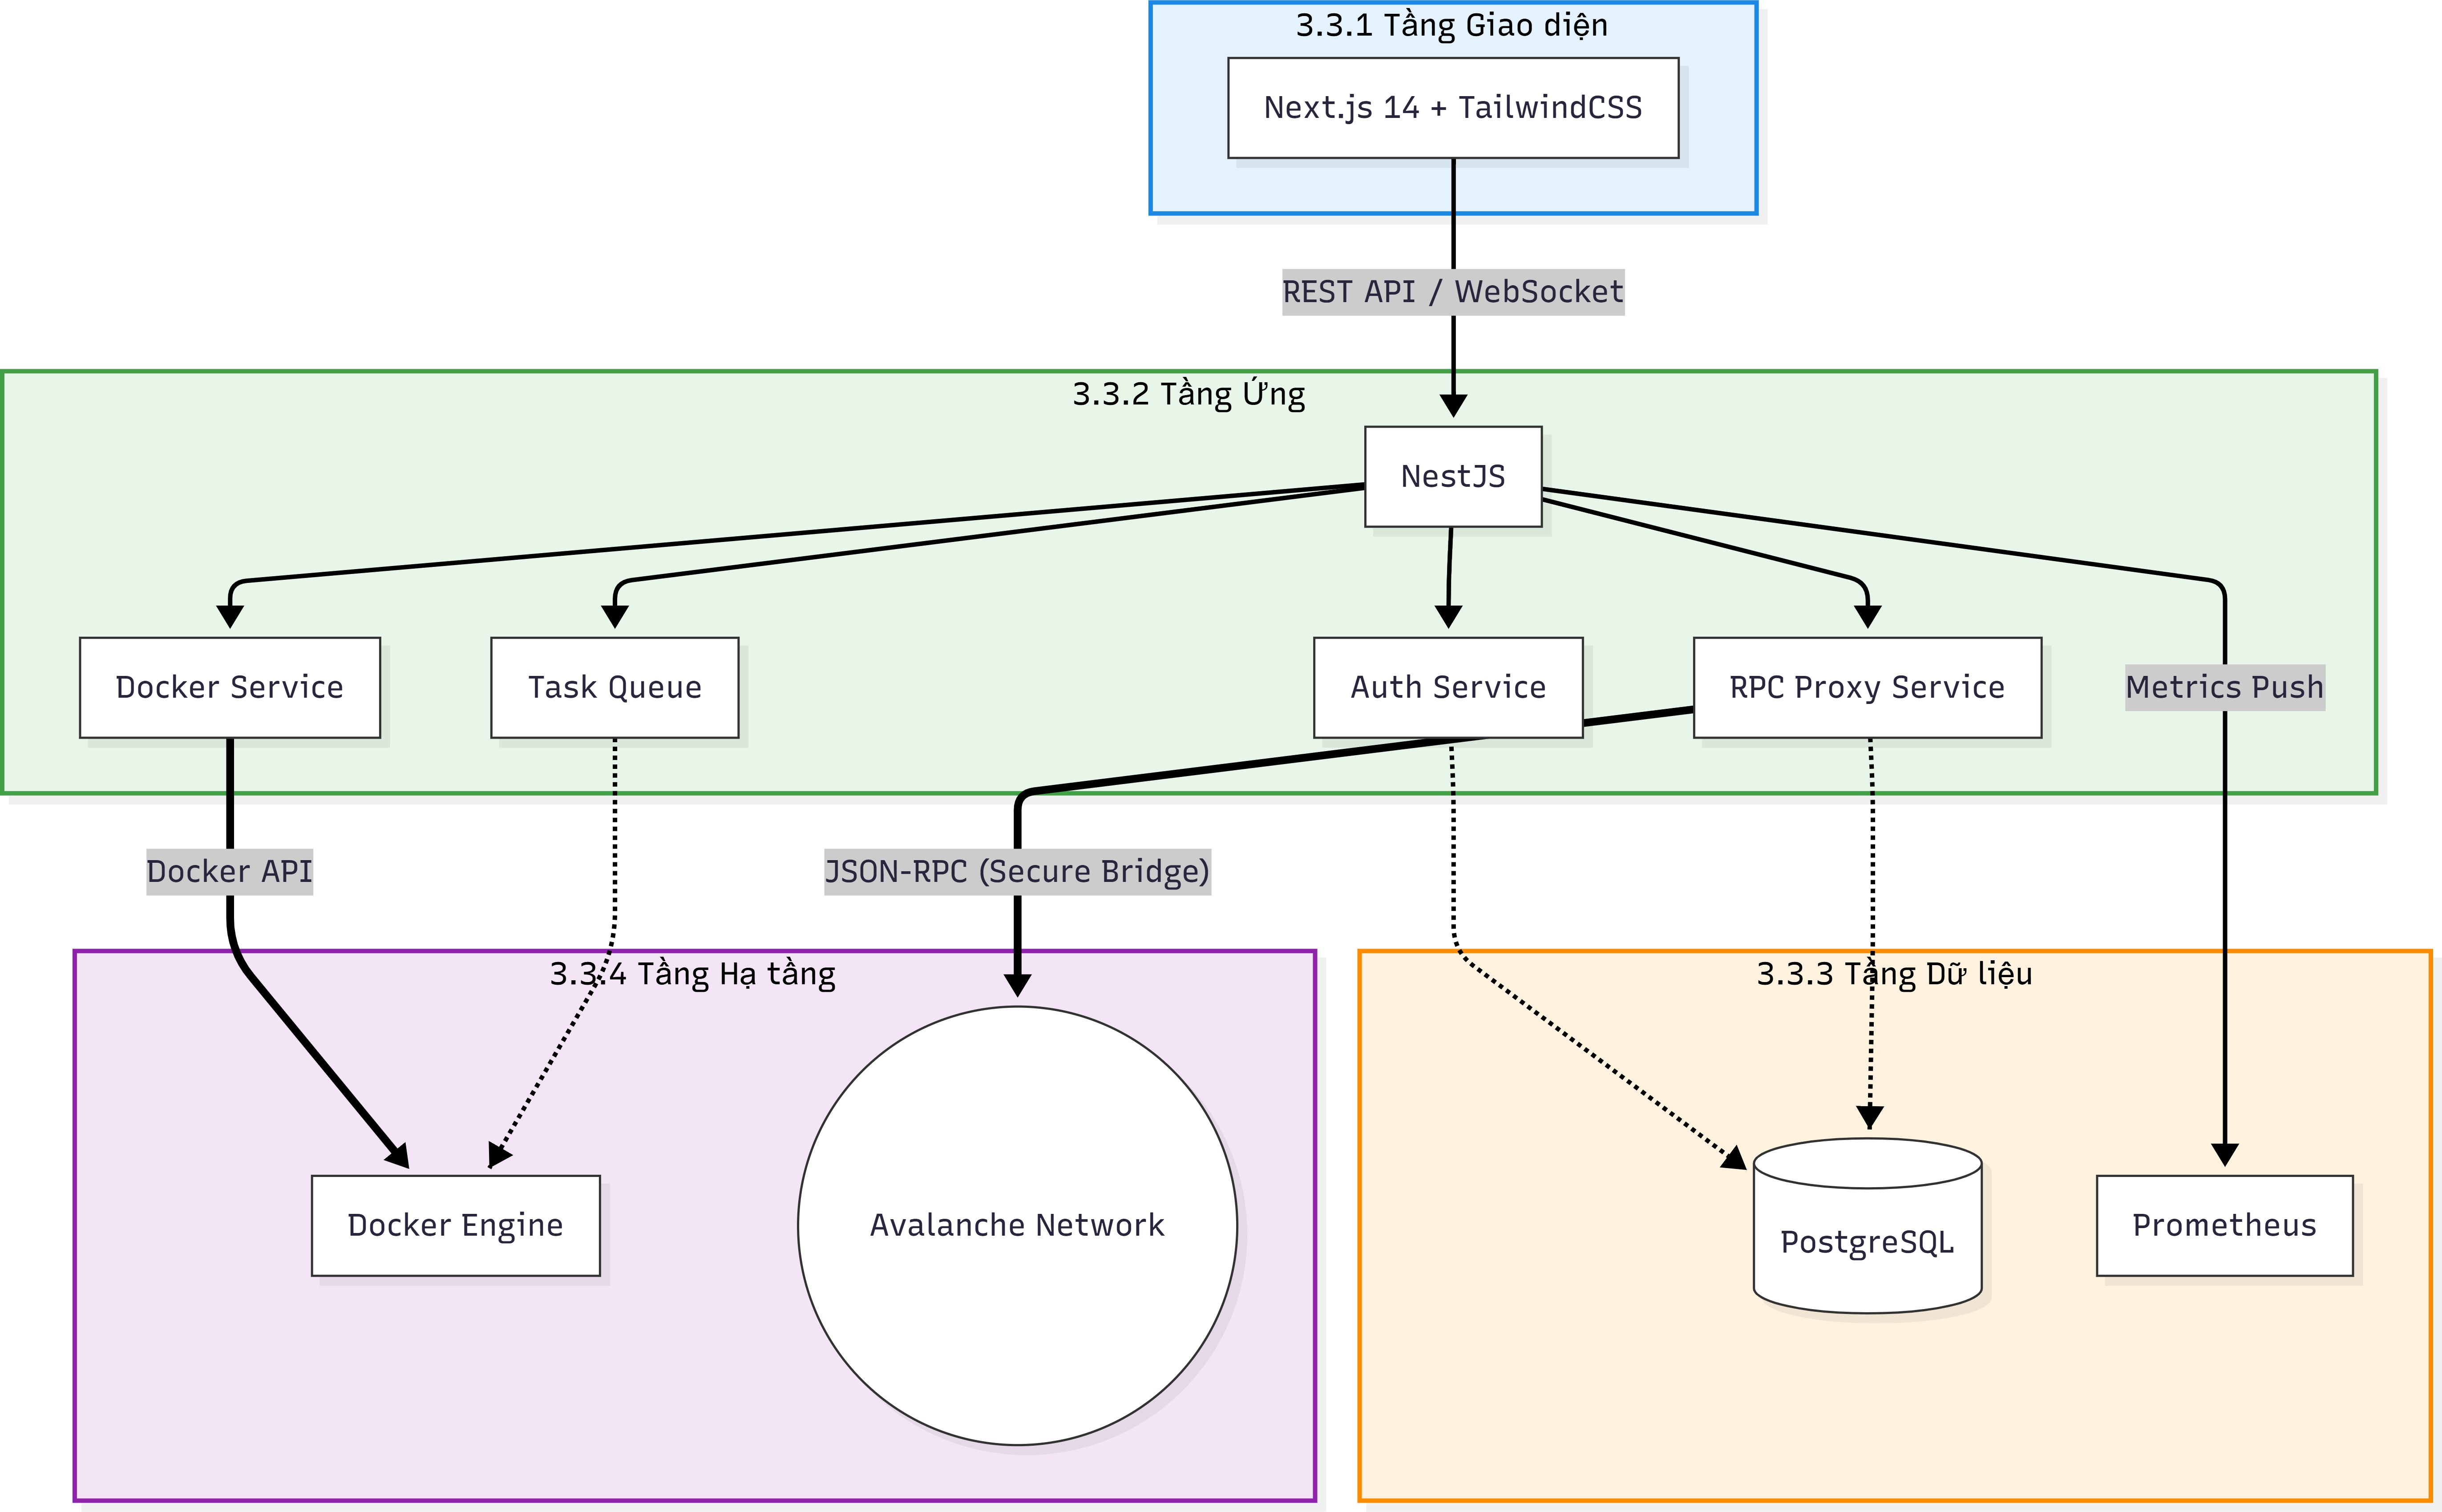 3.3.1 Tầng Giao diện
Next.js 14 + TailwindCSS
REST API / WebSocket
3.3.2 Tầng Ứng
NestJS
Docker Service
Task Queue
Auth Service
RPC Proxy Service
Metrics Push
Docker API
JSON-RPC (Secure Bridge)
3.3.4 Tầng Hạ tầng
3.3.3 Tầng Dữ liệu
Docker Engine
Avalanche Network
PostgreSQL
Prometheus